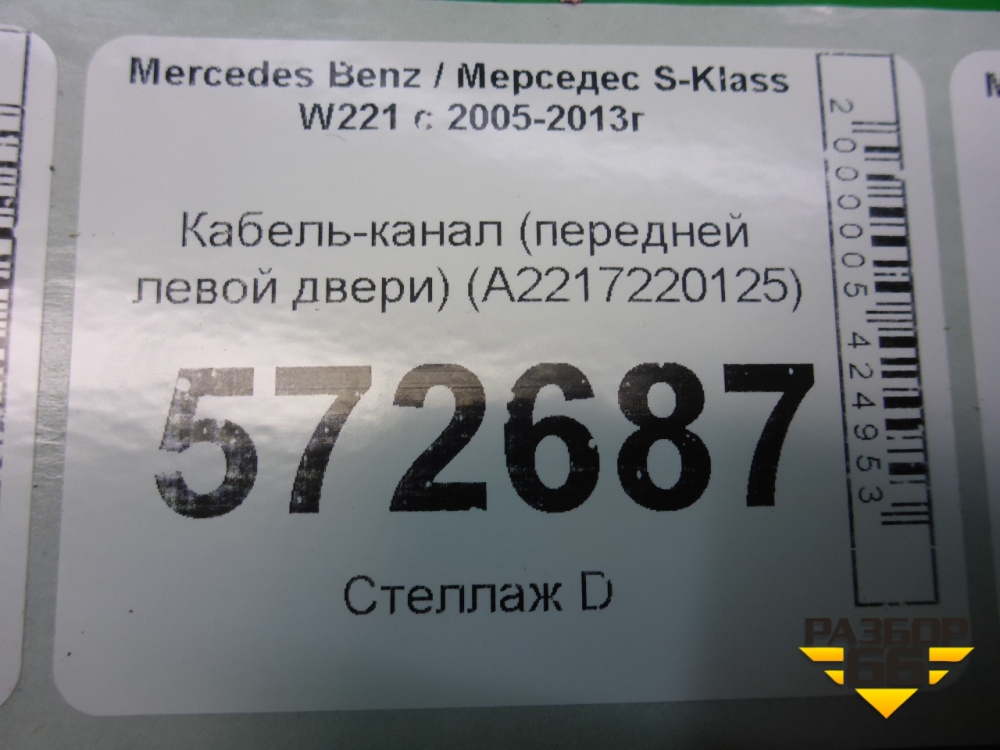 Mercedes Benz / Мерседес S-Klass
W221 с 2005-2013г
Кабель-канал (передней
левой двери) (A2217220125)
572687
Стеллаж D
2000005424953
РАЗБОР
66